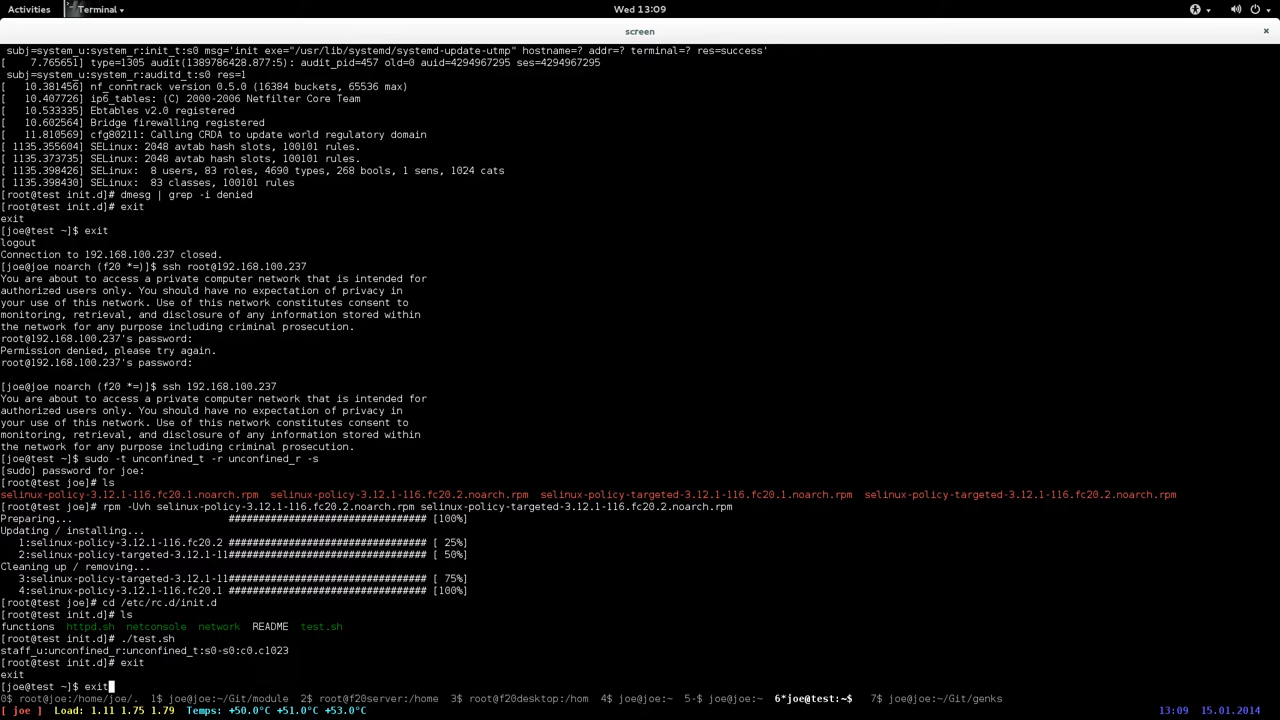 Activities Terminal Wed 13:09
screen ×
subj=system_u:system_r:init_t:s0 msg='init exe="/usr/lib/systemd/systemd-update-utmp" hostname=? addr=? terminal=? res=success'
[    7.765651] type=1305 audit(1389786428.877:5): audit_pid=457 old=0 auid=4294967295 ses=4294967295
subj=system_u:system_r:auditd_t:s0 res=1
[   10.381456] nf_conntrack version 0.5.0 (16384 buckets, 65536 max)
[   10.407726] ip6_tables: (C) 2000-2006 Netfilter Core Team
[   10.533335] Ebtables v2.0 registered
[   10.602564] Bridge firewalling registered
[   11.810569] cfg80211: Calling CRDA to update world regulatory domain
[ 1135.355604] SELinux: 2048 avtab hash slots, 100101 rules.
[ 1135.373735] SELinux: 2048 avtab hash slots, 100101 rules.
[ 1135.398426] SELinux:  8 users, 83 roles, 4690 types, 268 bools, 1 sens, 1024 cats
[ 1135.398430] SELinux:  83 classes, 100101 rules
[root@test init.d]# dmesg | grep -i denied
[root@test init.d]# exit
exit
[joe@test ~]$ exit
logout
Connection to 192.168.100.237 closed.
[joe@joe noarch (f20 *=)]$ ssh root@192.168.100.237
You are about to access a private computer network that is intended for
authorized users only. You should have no expectation of privacy in
your use of this network. Use of this network constitutes consent to
monitoring, retrieval, and disclosure of any information stored within
the network for any purpose including criminal prosecution.
root@192.168.100.237's password:
Permission denied, please try again.
root@192.168.100.237's password:
[joe@joe noarch (f20 *=)]$ ssh 192.168.100.237
You are about to access a private computer network that is intended for
authorized users only. You should have no expectation of privacy in
your use of this network. Use of this network constitutes consent to
monitoring, retrieval, and disclosure of any information stored within
the network for any purpose including criminal prosecution.
[joe@test ~]$ sudo -t unconfined_t -r unconfined_r -s
[sudo] password for joe:
[root@test joe]# ls
selinux-policy-3.12.1-116.fc20.1.noarch.rpm  selinux-policy-3.12.1-116.fc20.2.noarch.rpm  selinux-policy-targeted-3.12.1-116.fc20.1.noarch.rpm  selinux-policy-targeted-3.12.1-116.fc20.2.noarch.rpm
[root@test joe]# rpm -Uvh selinux-policy-3.12.1-116.fc20.2.noarch.rpm selinux-policy-targeted-3.12.1-116.fc20.2.noarch.rpm
Preparing...                          ################################# [100%]
Updating / installing...
   1:selinux-policy-3.12.1-116.fc20.2 ################################# [ 25%]
   2:selinux-policy-targeted-3.12.1-11################################# [ 50%]
Cleaning up / removing...
   3:selinux-policy-targeted-3.12.1-11################################# [ 75%]
   4:selinux-policy-3.12.1-116.fc20.1 ################################# [100%]
[root@test joe]# cd /etc/rc.d/init.d
[root@test init.d]# ls
functions  httpd.sh  netconsole  network  README  test.sh
[root@test init.d]# ./test.sh
staff_u:unconfined_r:unconfined_t:s0-s0:c0.c1023
[root@test init.d]# exit
exit
[joe@test ~]$ exit
0$ root@joe:/home/joe/.  1$ joe@joe:~/Git/module  2$ root@f20server:/home  3$ root@f20desktop:/hom  4$ joe@joe:~  5-$ joe@joe:~  6*joe@test:~$  7$ joe@joe:~/Git/genks
[ joe ]  Load: 1.11 1.75 1.79  Temps: +50.0°C +51.0°C +53.0°C 13:09 15.01.2014